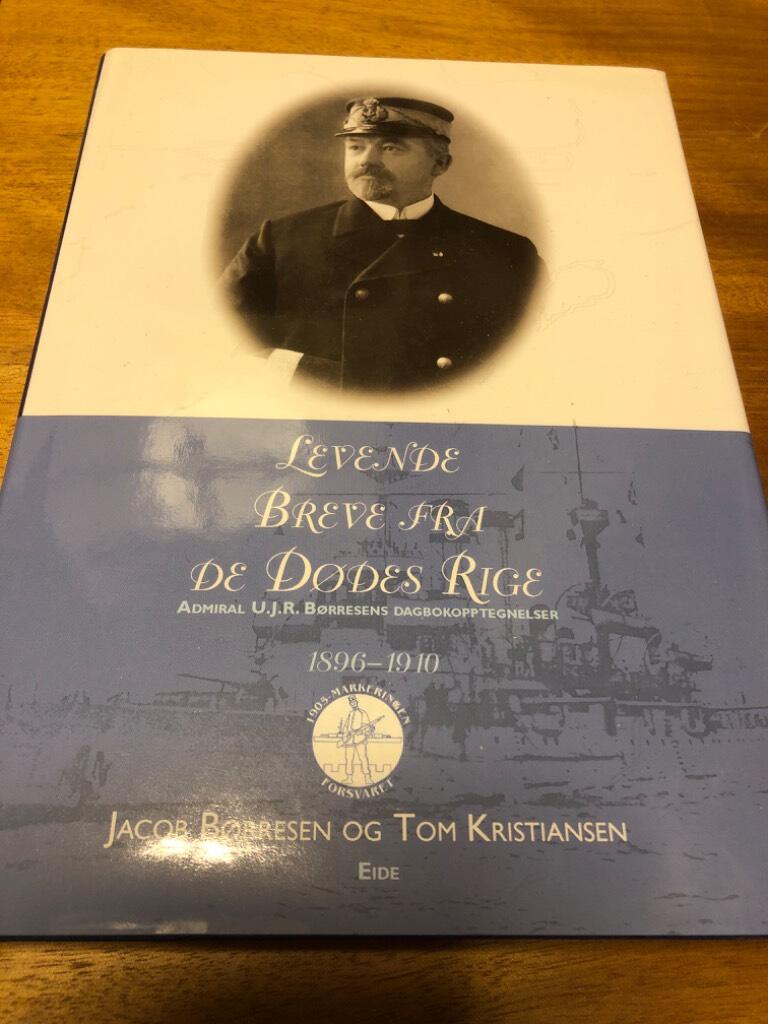 Levende
Breve fra
de Dødes Rige
Admiral U.J.R. Børresens dagbokopptegnelser
1896–1910
1905-MARKERINGEN
FORSVARET
Jacob Børresen og Tom Kristiansen
Eide